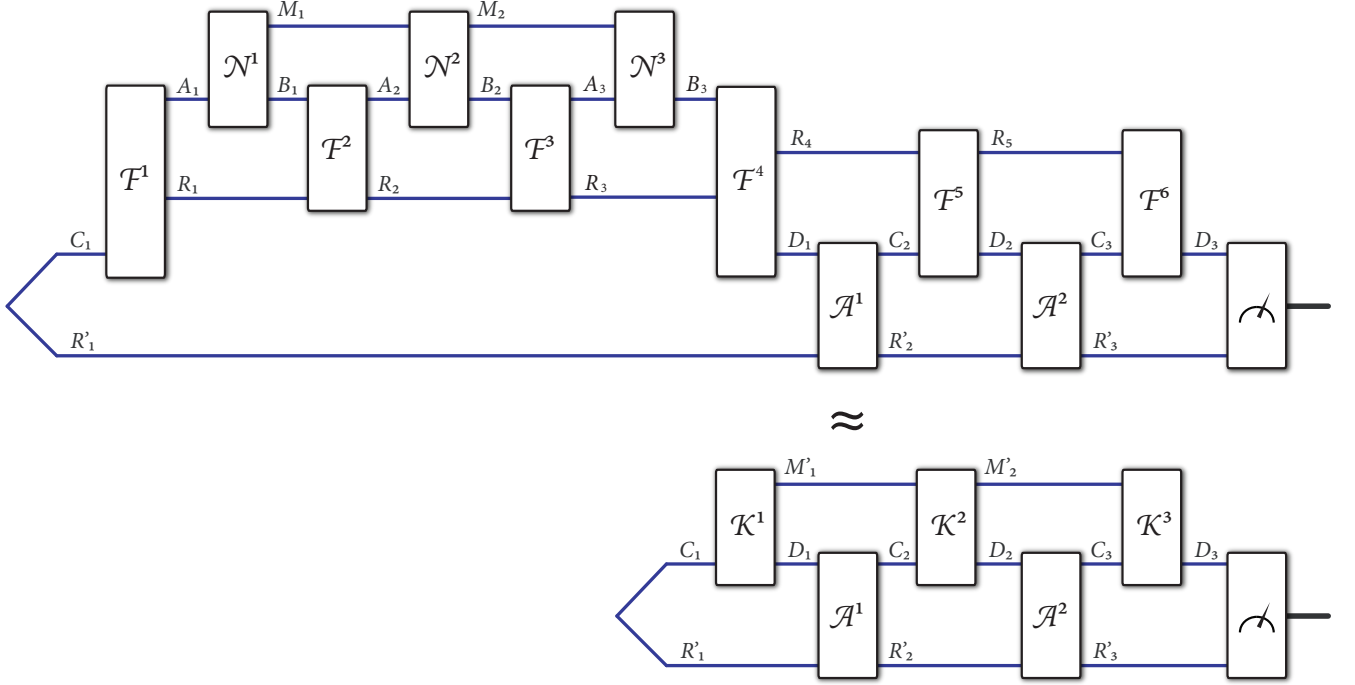 M₁ M₂
𝒩¹ 𝒩² 𝒩³
A₁ B₁ A₂ B₂ A₃ B₃
ℱ² ℱ³
R₄ R₅
ℱ¹ R₁ R₂ R₃ ℱ⁴ ℱ⁵ ℱ⁶
C₁ D₁ C₂ D₂ C₃ D₃
𝒜¹ 𝒜²
R'₁ R'₂ R'₃
≈
M'₁ M'₂
𝒦¹ 𝒦² 𝒦³
C₁ D₁ C₂ D₂ C₃ D₃
𝒜¹ 𝒜²
R'₁ R'₂ R'₃